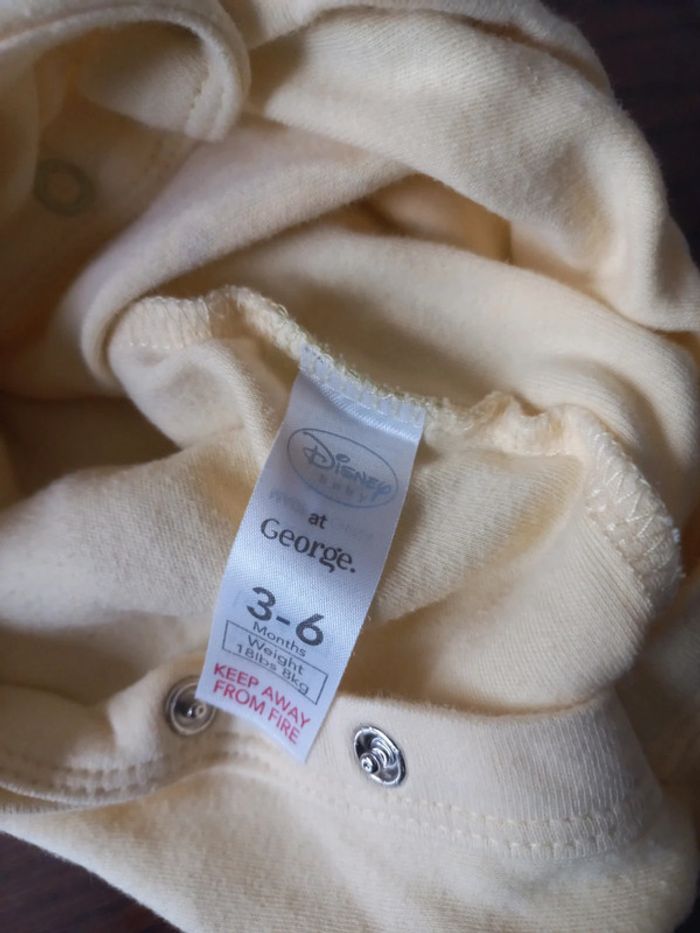 Disney
baby
at
George.
3-6
Months
Weight
18lbs 8kg
KEEP AWAY
FROM FIRE